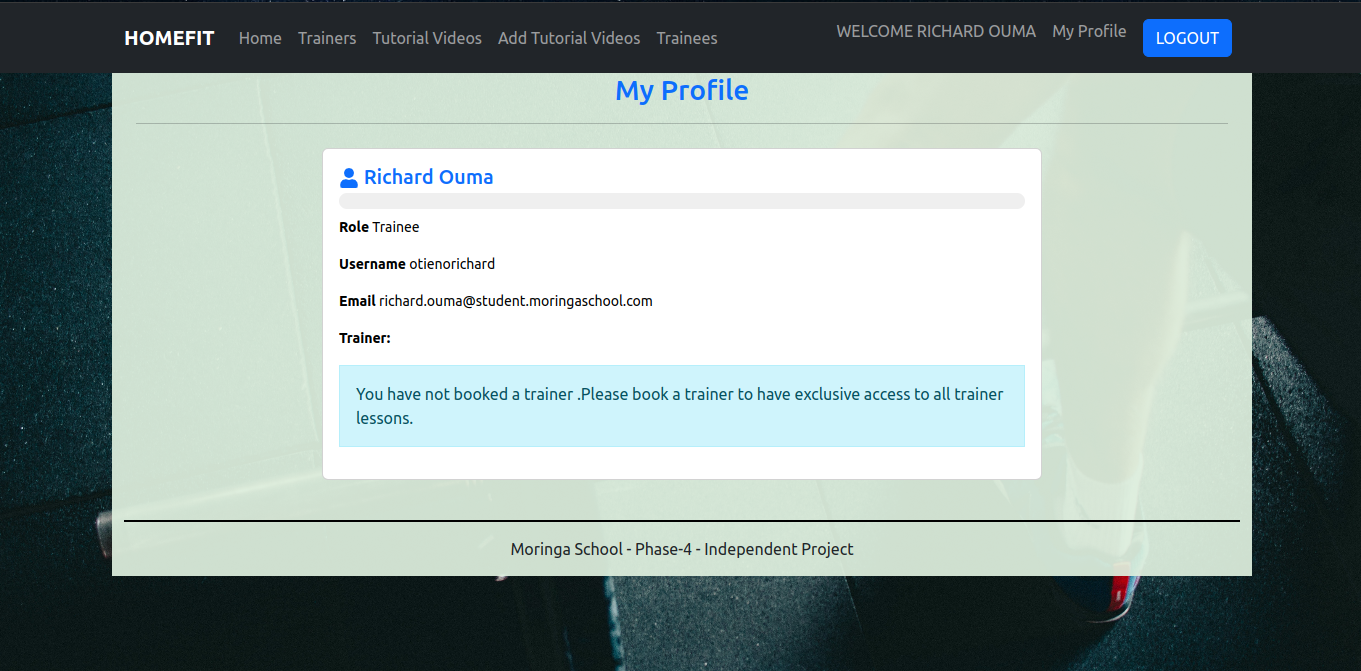 HOMEFIT Home Trainers Tutorial Videos Add Tutorial Videos Trainees WELCOME RICHARD OUMA My Profile LOGOUT
My Profile
Richard Ouma
Role Trainee
Username otienorichard
Email richard.ouma@student.moringaschool.com
Trainer:
You have not booked a trainer .Please book a trainer to have exclusive access to all trainer
lessons.
Moringa School - Phase-4 - Independent Project